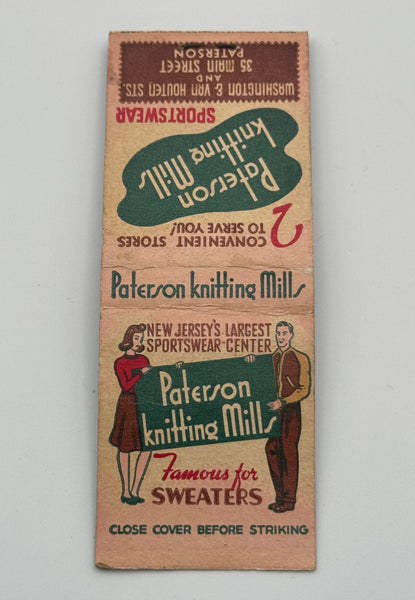 WASHINGTON & VAN HOUTEN STS
AND
35 MAIN STREET
PATERSON
SPORTSWEAR
Paterson
knitting Mills
2 CONVENIENT STORES
TO SERVE YOU!
Paterson knitting Mills
NEW JERSEY'S LARGEST
SPORTSWEAR-CENTER
Paterson
knitting Mills
Famous for
SWEATERS
CLOSE COVER BEFORE STRIKING